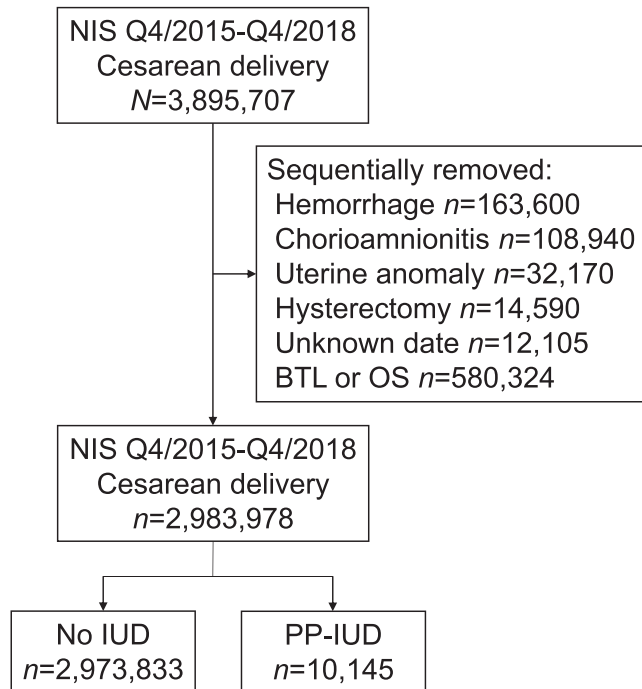 NIS Q4/2015-Q4/2018
Cesarean delivery
N=3,895,707
Sequentially removed:
Hemorrhage n=163,600
Chorioamnionitis n=108,940
Uterine anomaly n=32,170
Hysterectomy n=14,590
Unknown date n=12,105
BTL or OS n=580,324
NIS Q4/2015-Q4/2018
Cesarean delivery
n=2,983,978
No IUD
n=2,973,833
PP-IUD
n=10,145